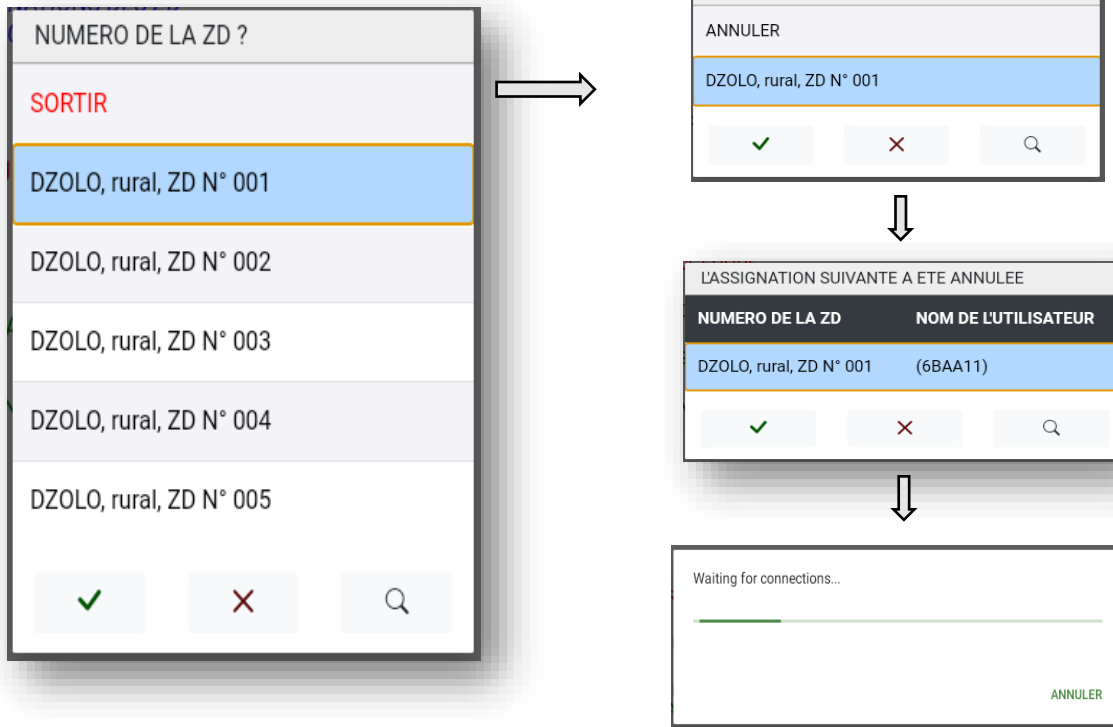 NUMERO DE LA ZD ?
SORTIR
DZOLO, rural, ZD N° 001
DZOLO, rural, ZD N° 002
DZOLO, rural, ZD N° 003
DZOLO, rural, ZD N° 004
DZOLO, rural, ZD N° 005
ANNULER
DZOLO, rural, ZD N° 001
L'ASSIGNATION SUIVANTE A ETE ANNULEE
NUMERO DE LA ZD NOM DE L'UTILISATEUR
DZOLO, rural, ZD N° 001 (6BAA11)
Waiting for connections...
ANNULER